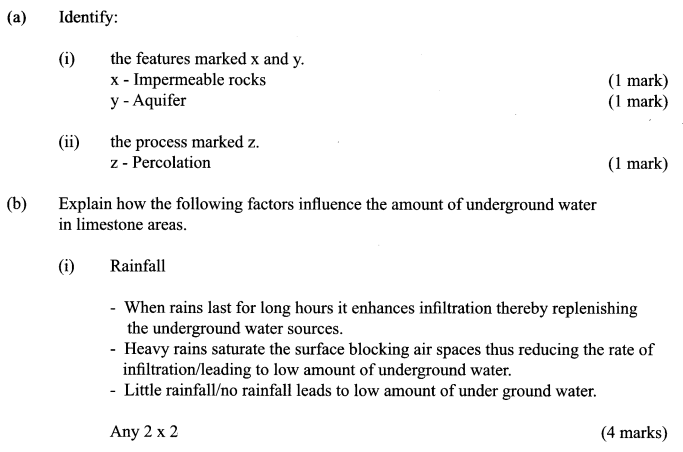 (a) Identify:
(i) the features marked x and y.
x - Impermeable rocks (1 mark)
y - Aquifer (1 mark)
(ii) the process marked z.
z - Percolation (1 mark)
(b) Explain how the following factors influence the amount of underground water
in limestone areas.
(i) Rainfall
- When rains last for long hours it enhances infiltration thereby replenishing
the underground water sources.
- Heavy rains saturate the surface blocking air spaces thus reducing the rate of
infiltration/leading to low amount of underground water.
- Little rainfall/no rainfall leads to low amount of under ground water.
Any 2 x 2 (4 marks)